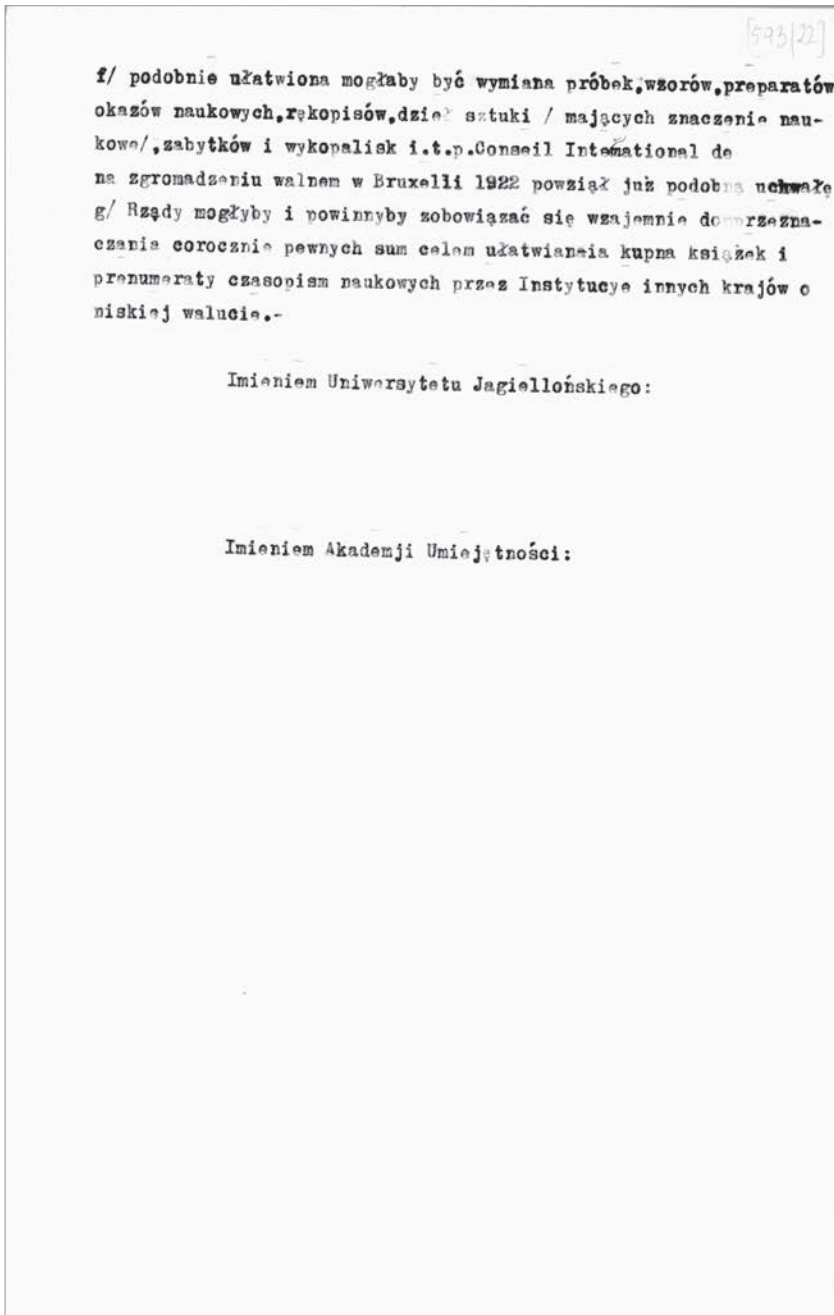 [593/22]
f/ podobnie ułatwiona mogłaby być wymiana próbek,wzorów,preparatów
okazów naukowych,rękopisów,dzieł sztuki / mających znaczenie nau-
kowe/,zabytków i wykopalisk i.t.p.Conseil International de
na zgromadzeniu walnem w Bruxelli 1922 powziął już podobną uchwałę
g/ Rządy mogłyby i powinnyby zobowiązać się wzajemnie do przezna-
czania corocznie pewnych sum celem ułatwiania kupna książek i
prenumeraty czasopism naukowych przez Instytucye innych krajów o
niskiej walucie.-
Imieniem Uniwersytetu Jagiellońskiego:
Imieniem Akademji Umiejętności: